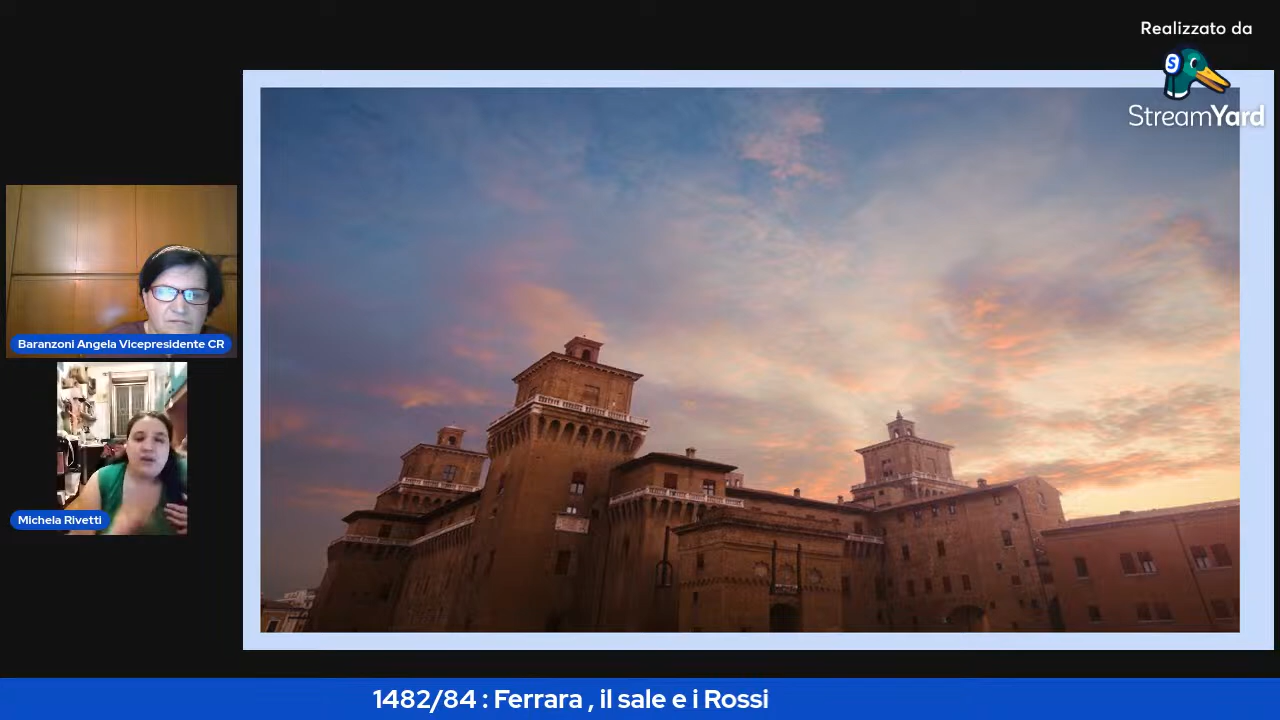 Realizzato da
StreamYard
Baranzoni Angela Vicepresidente CR
Michela Rivetti
1482/84 : Ferrara , il sale e i Rossi